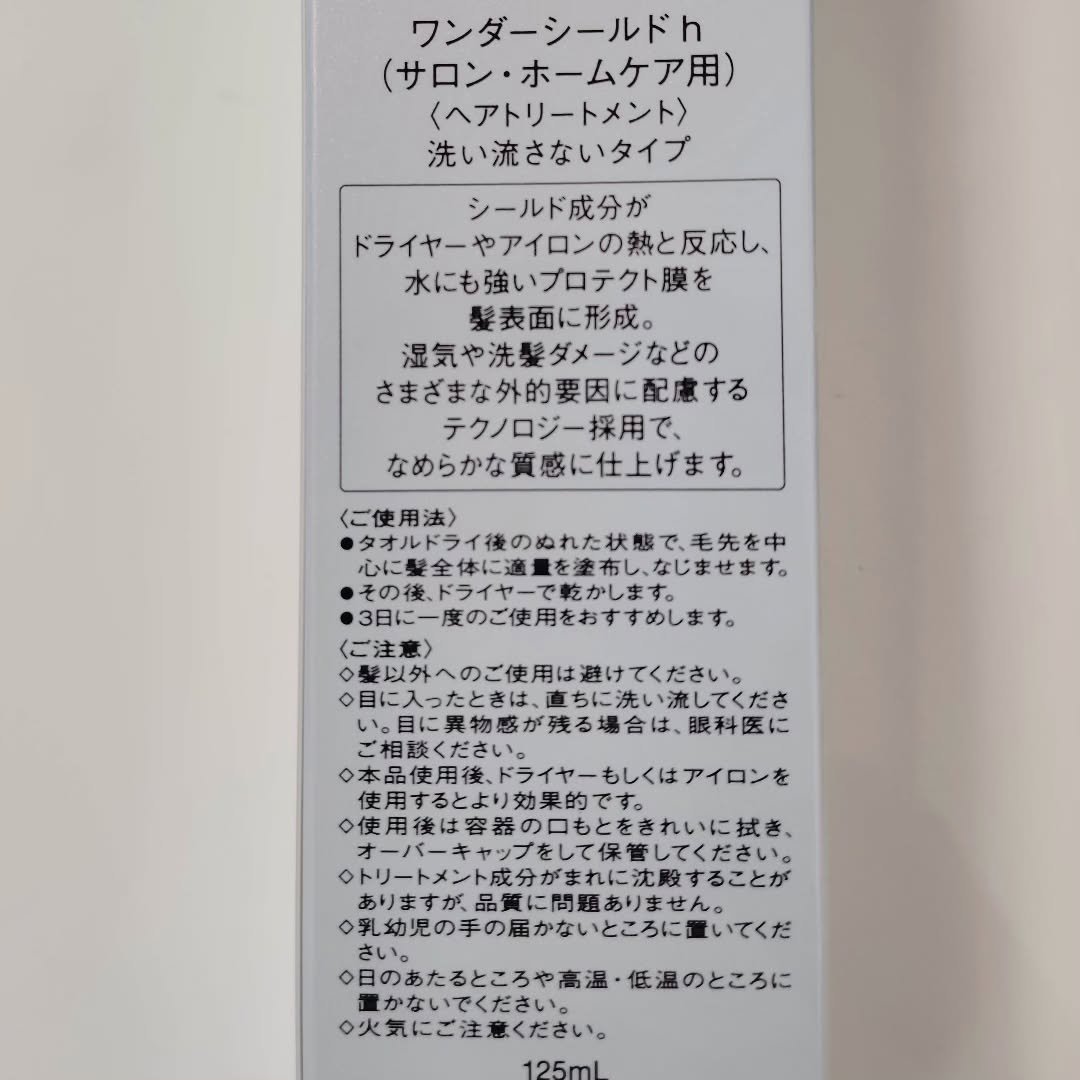 ワンダーシールドh
(サロン・ホームケア用)
〈ヘアトリートメント〉
洗い流さないタイプ
シールド成分が
ドライヤーやアイロンの熱と反応し、
水にも強いプロテクト膜を
髪表面に形成。
湿気や洗髪ダメージなどの
さまざまな外的要因に配慮する
テクノロジー採用で、
なめらかな質感に仕上げます。
〈ご使用法〉
●タオルドライ後のぬれた状態で、毛先を中
心に髪全体に適量を塗布し、なじませます。
●その後、ドライヤーで乾かします。
●3日に一度のご使用をおすすめします。
〈ご注意〉
◇髪以外へのご使用は避けてください。
◇目に入ったときは、直ちに洗い流してくださ
い。目に異物感が残る場合は、眼科医に
ご相談ください。
◇本品使用後、ドライヤーもしくはアイロンを
使用するとより効果的です。
◇使用後は容器の口もとをきれいに拭き、
オーバーキャップをして保管してください。
◇トリートメント成分がまれに沈殿することが
ありますが、品質に問題ありません。
◇乳幼児の手の届かないところに置いてくだ
さい。
◇日のあたるところや高温・低温のところに
置かないでください。
◇火気にご注意ください。
125mL